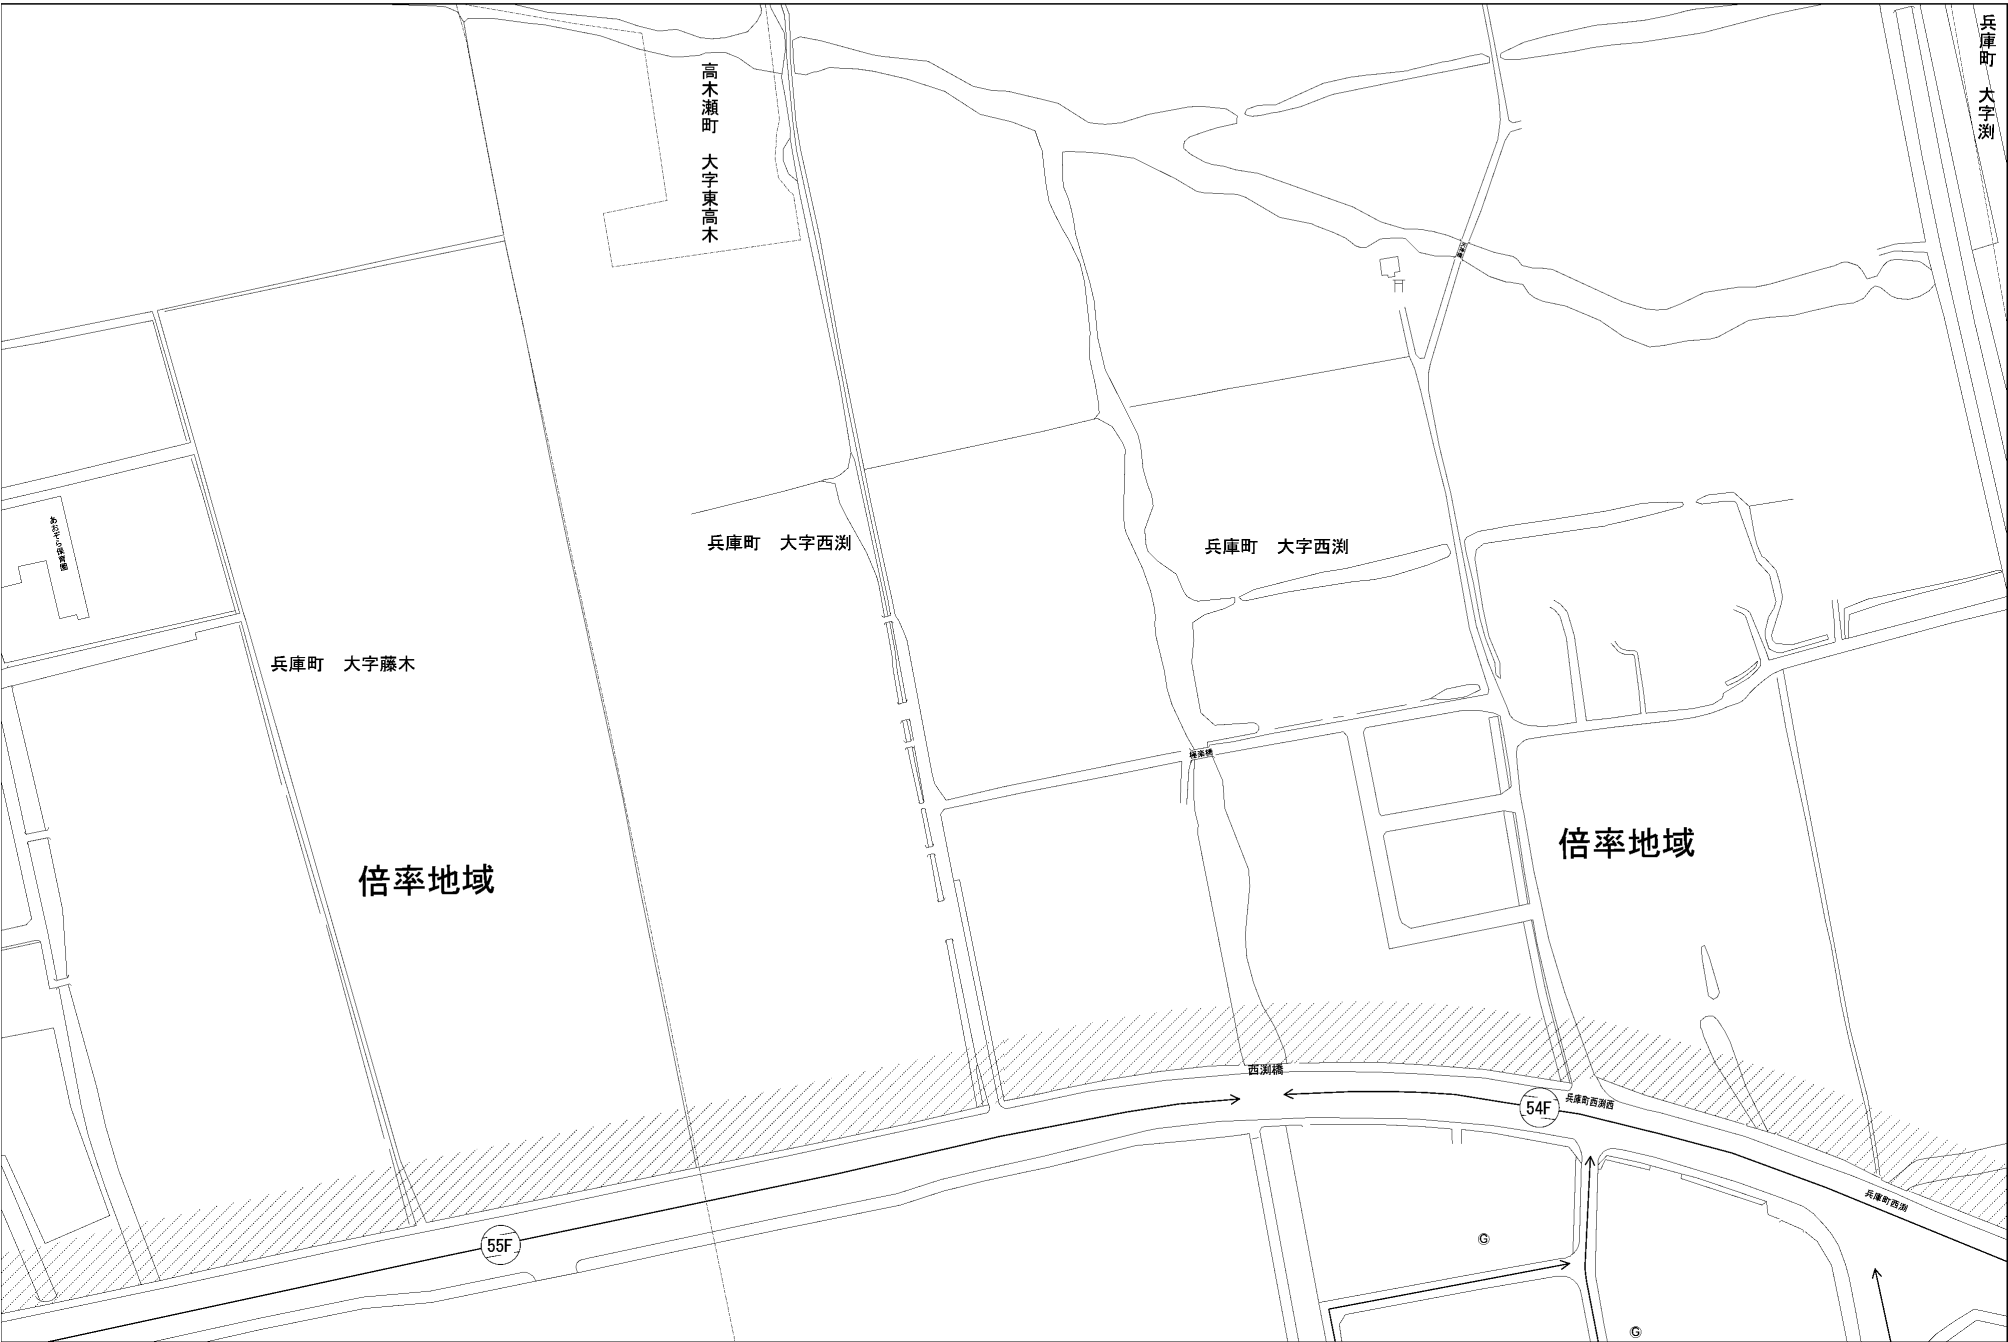 兵庫町　大字渕
高木瀬町　大字東高木
あおぞら保育園
兵庫町　大字西渕
兵庫町　大字西渕
兵庫町　大字藤木
極楽橋
倍率地域
倍率地域
西渕橋
54F
兵庫町西渕西
兵庫町西渕
55F
G
G